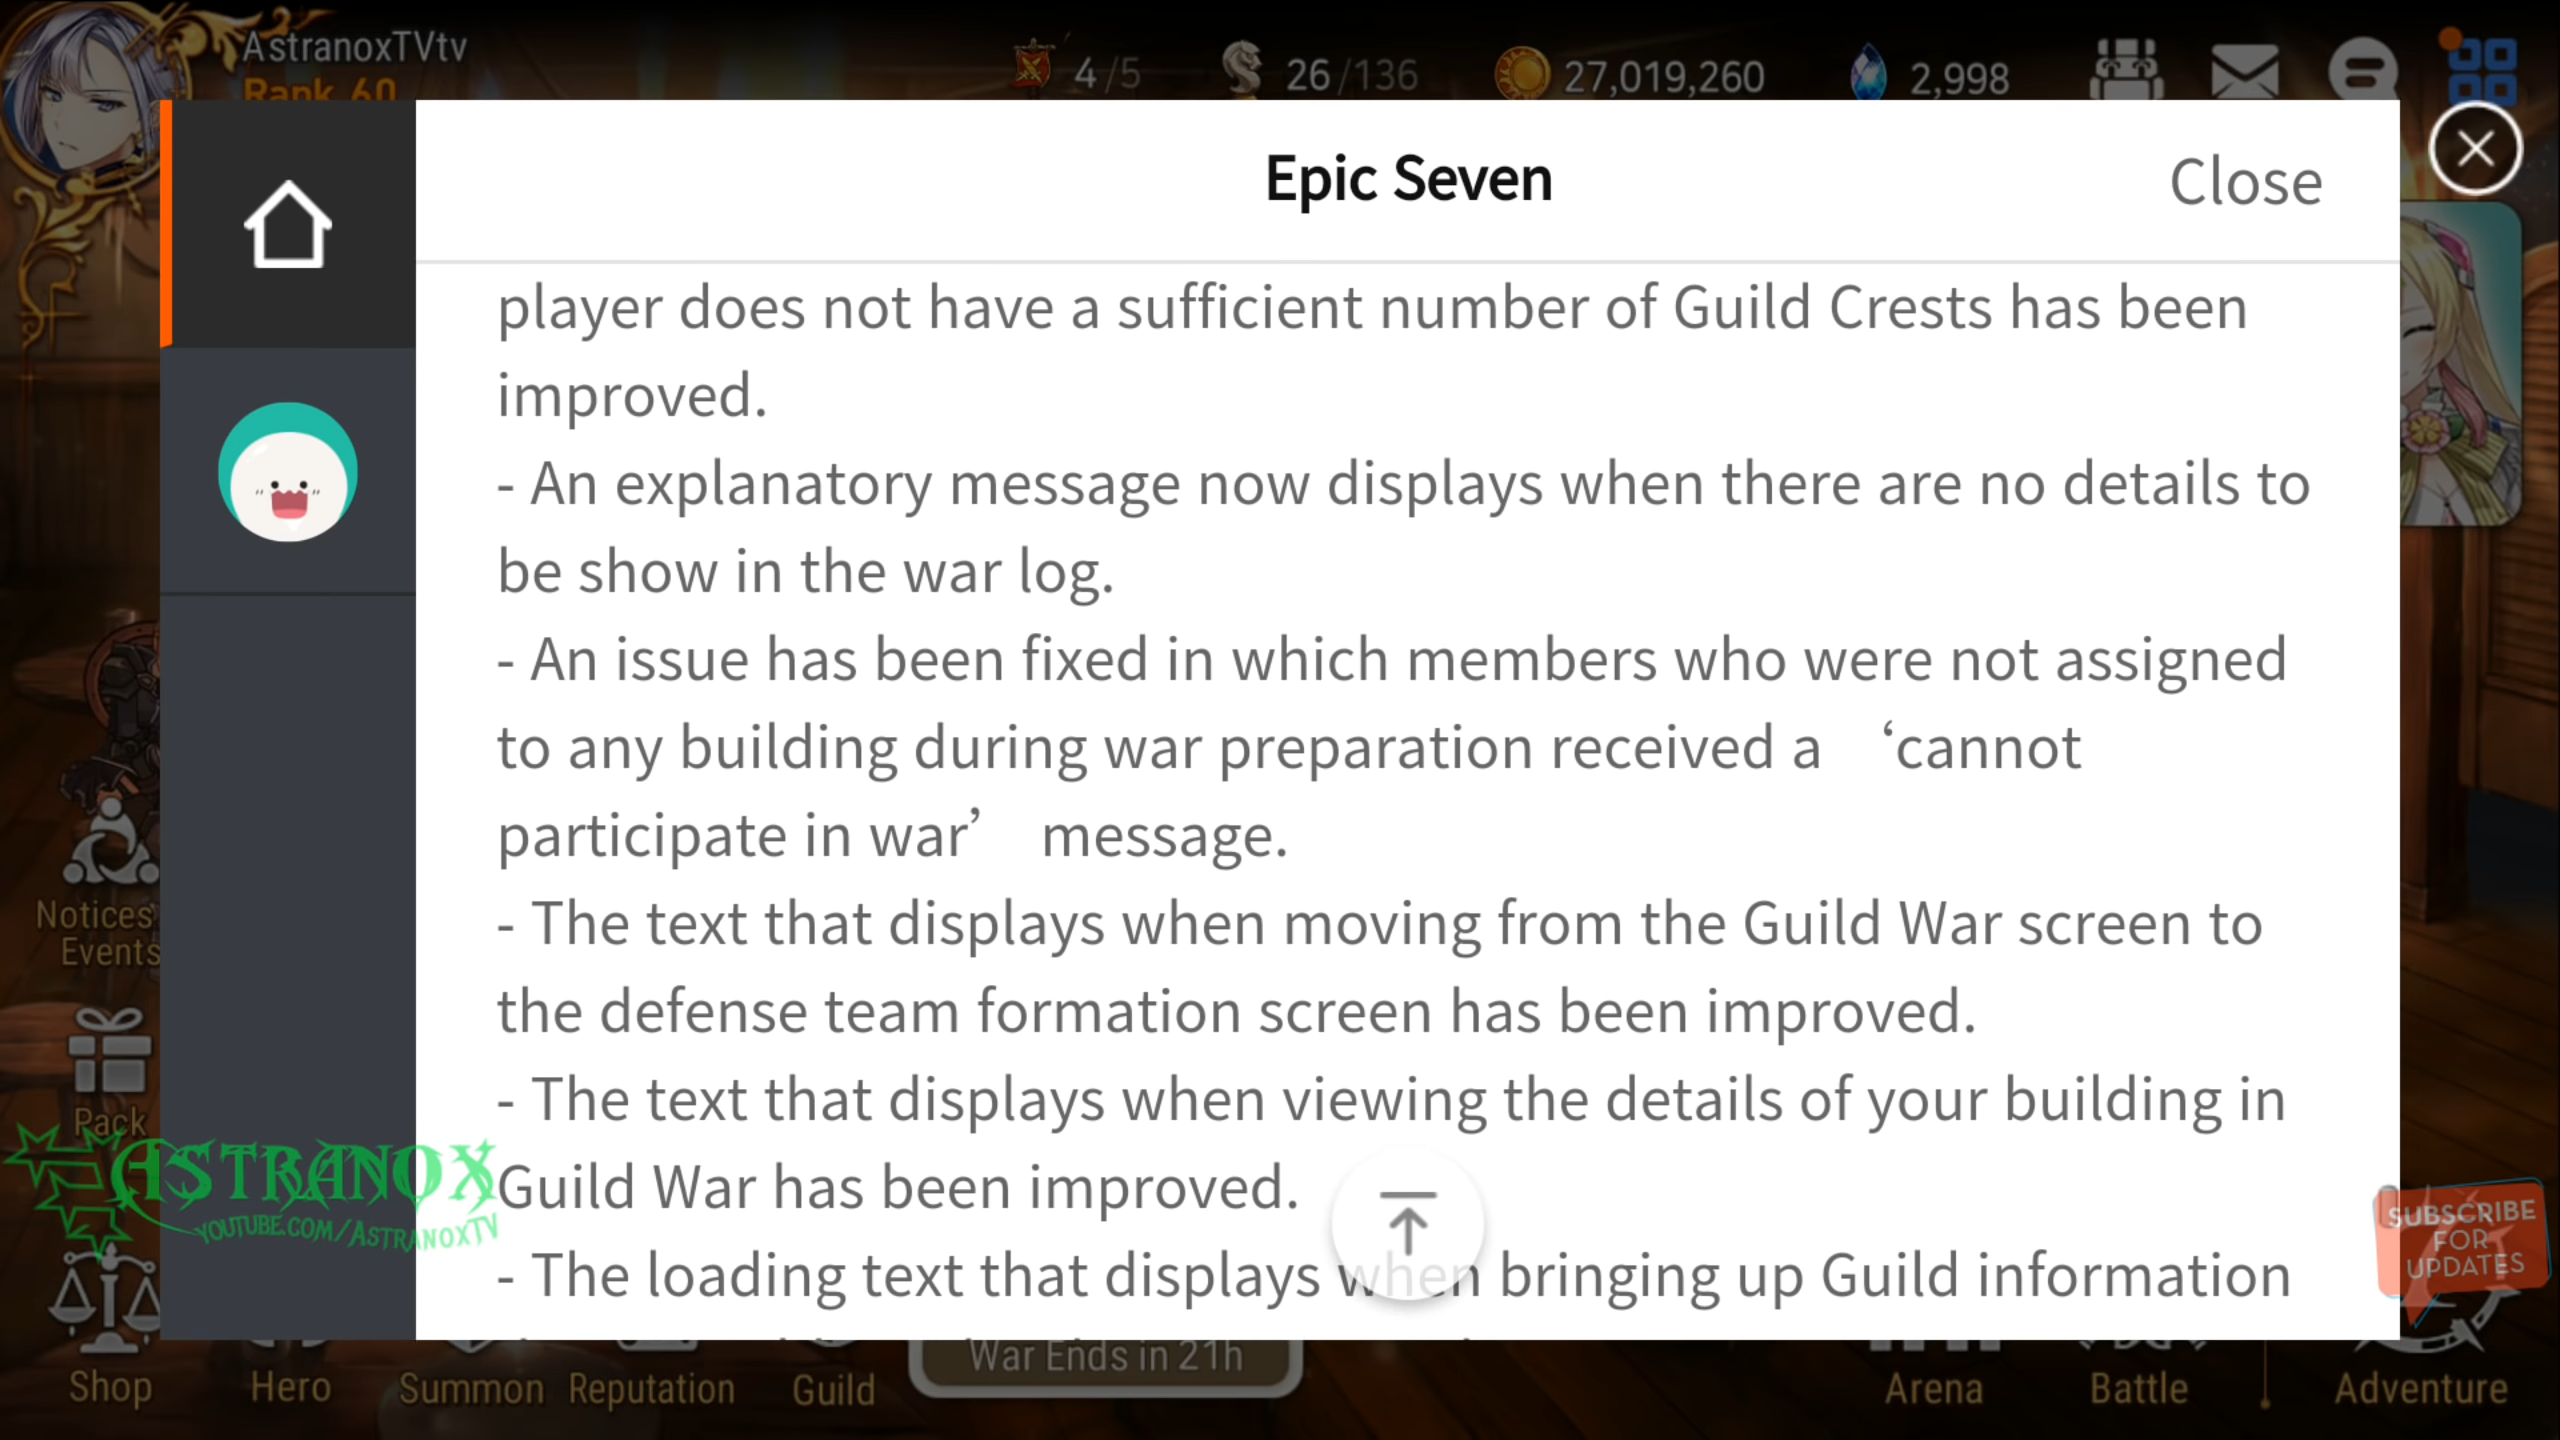 AstranoxTVtv
Rank 60
4/5
26/136
27,019,260
2,998
Epic Seven
Close
player does not have a sufficient number of Guild Crests has been
improved.
- An explanatory message now displays when there are no details to
be show in the war log.
- An issue has been fixed in which members who were not assigned
to any building during war preparation received a ‘cannot
participate in war’ message.
- The text that displays when moving from the Guild War screen to
the defense team formation screen has been improved.
- The text that displays when viewing the details of your building in
Guild War has been improved.
- The loading text that displays when bringing up Guild information
Notices
Events
Pack
ASTRANOX
YOUTUBE.COM/ASTRANOXTV
SUBSCRIBE
FOR
UPDATES
War Ends in 21h
Shop
Hero
Summon
Reputation
Guild
Arena
Battle
Adventure